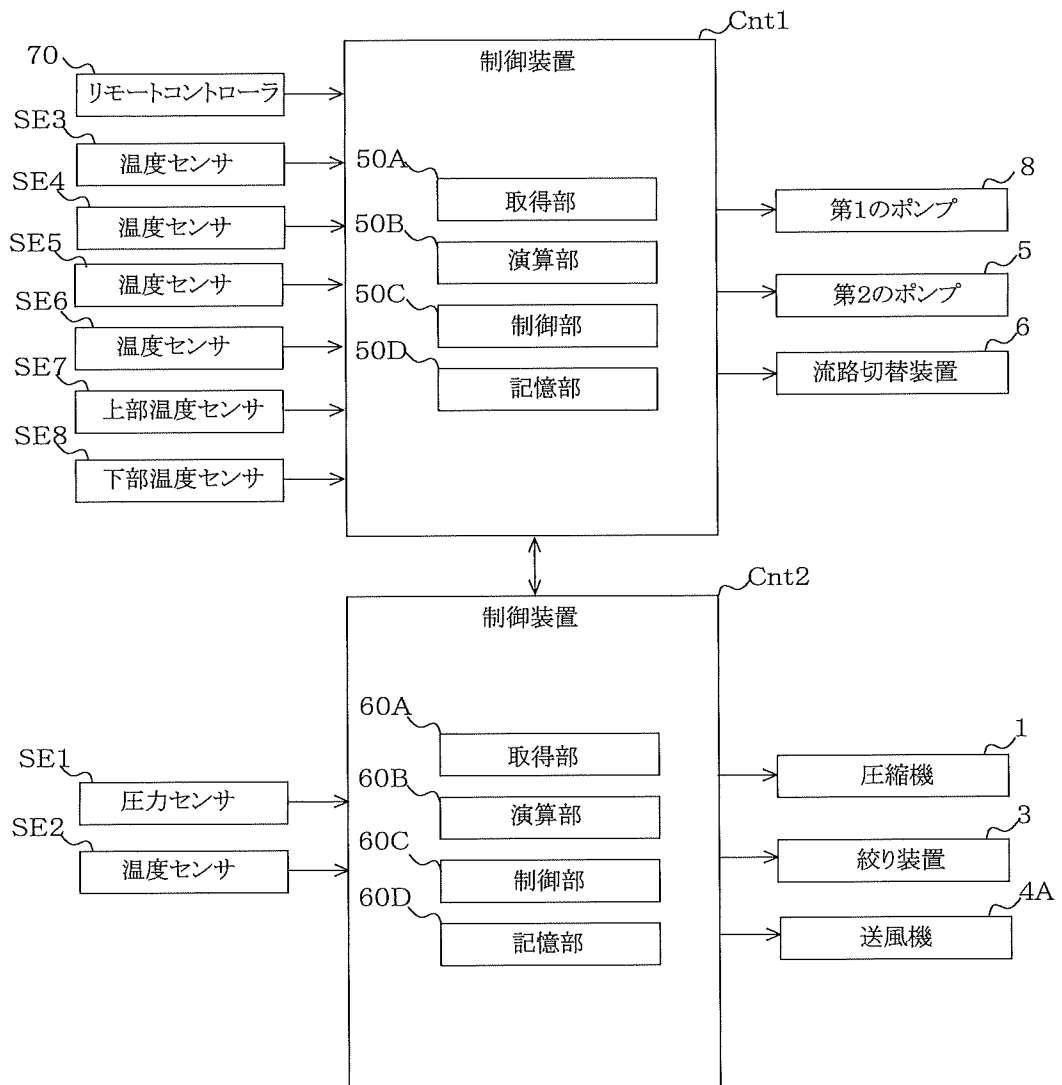 Cnt1
制御装置
70
リモートコントローラ
SE3
温度センサ
SE4
温度センサ
SE5
温度センサ
SE6
温度センサ
SE7
上部温度センサ
SE8
下部温度センサ
50A
取得部
50B
演算部
50C
制御部
50D
記憶部
8
第1のポンプ
5
第2のポンプ
6
流路切替装置
Cnt2
制御装置
SE1
圧力センサ
SE2
温度センサ
60A
取得部
60B
演算部
60C
制御部
60D
記憶部
1
圧縮機
3
絞り装置
4A
送風機